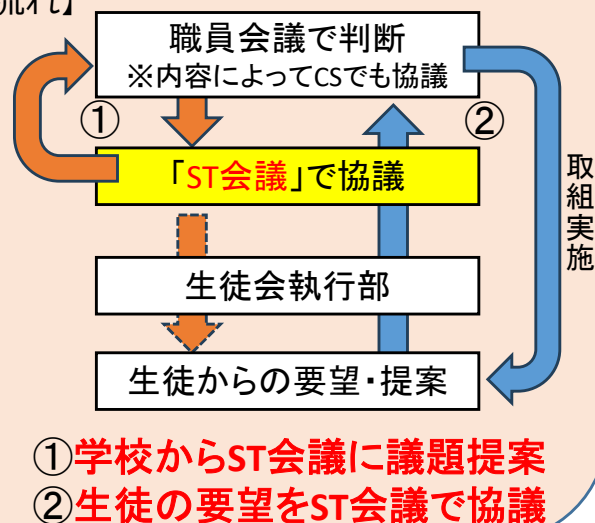 流れ】
職員会議で判断
※内容によってCSでも協議
①
②
「ST会議」で協議
取組実施
生徒会執行部
生徒からの要望・提案
①学校からST会議に議題提案
②生徒の要望をST会議で協議